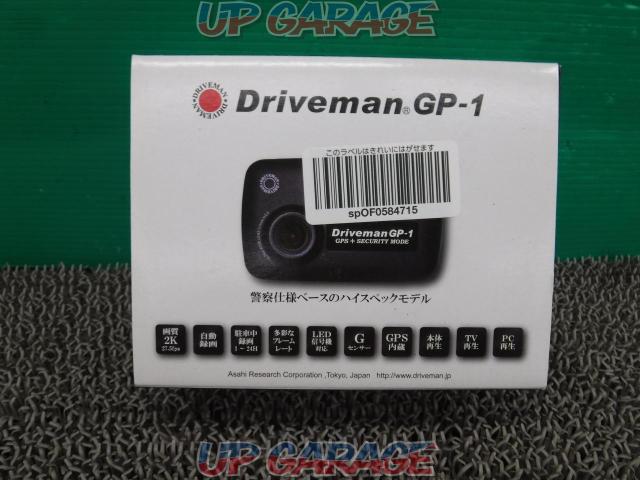 UP GARAGE
DRIVEMAN DRIVEMAN
Driveman® GP-1
このラベルはきれいにはがせます
spOF0584715
DrivemanGP-1
GPS + SECURITY MODE
警察仕様ベースのハイスペックモデル
画質 2K 27.5fps
自動 録画
駐車中 録画 1~24H
多彩な フレーム レート
LED 信号機 対応
G センサー
GPS 内蔵
本体 再生
TV 再生
PC 再生
Asahi Research Corporation ,Tokyo, Japan http://www.driveman.jp
UP GARAGE